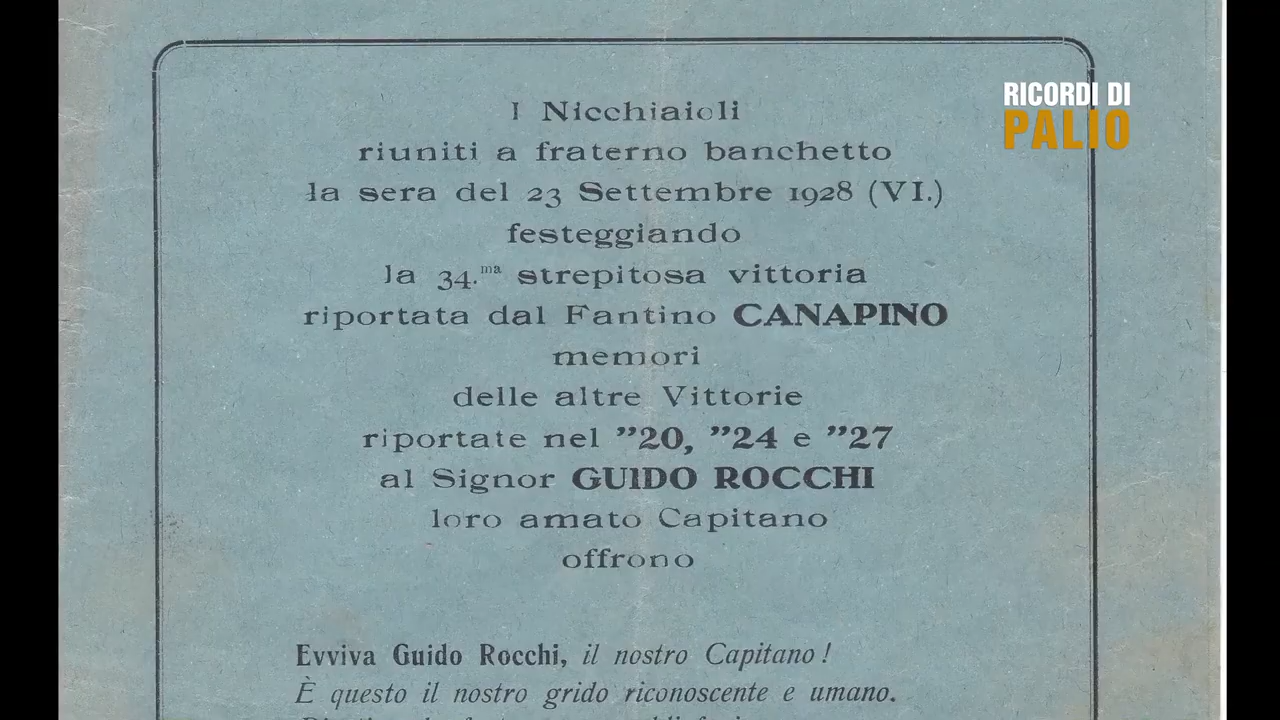 RICORDI DI
PALIO
I Nicchiaioli
riuniti a fraterno banchetto
la sera del 23 Settembre 1928 (VI.)
festeggiando
la 34.ma strepitosa vittoria
riportata dal Fantino CANAPINO
memori
delle altre Vittorie
riportate nel ”20, ”24 e ”27
al Signor GUIDO ROCCHI
loro amato Capitano
offrono
Evviva Guido Rocchi, il nostro Capitano!
È questo il nostro grido riconoscente e umano.